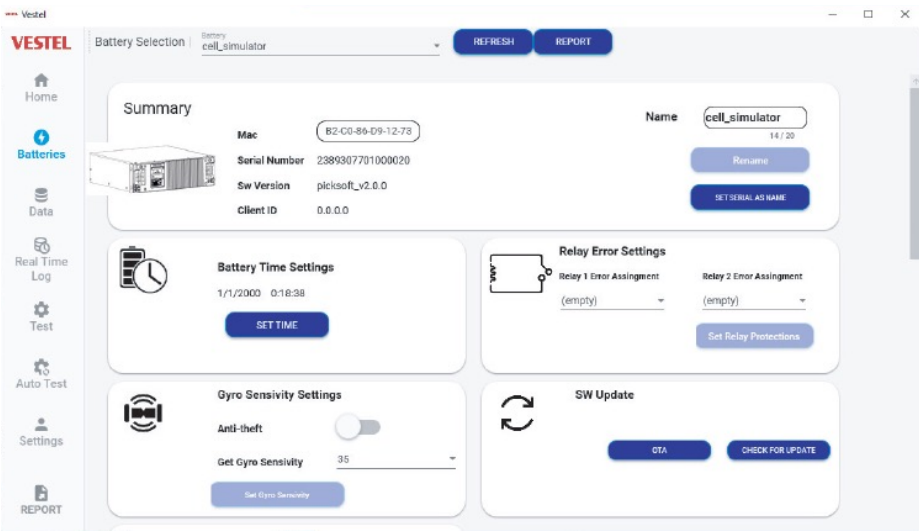 Vestel
VESTEL
Battery Selection
Battery
cell_simulator
REFRESH
REPORT
Home
Batteries
Data
Real Time
Log
Test
Auto Test
Settings
REPORT
Summary
Mac
B2-C0-86-D9-12-73
Serial Number
2389307701000020
Sw Version
picksoft_v2.0.0
Client ID
0.0.0.0
Name
cell_simulator
14 / 20
Rename
SET SERIAL AS NAME
Battery Time Settings
1/1/2000 0:18:38
SET TIME
Relay Error Settings
Relay 1 Error Assingment
Relay 2 Error Assingment
(empty)
(empty)
Set Relay Protections
Gyro Sensivity Settings
Anti-theft
Get Gyro Sensivity
35
Set Gyro Sensivity
SW Update
OTA
CHECK FOR UPDATE